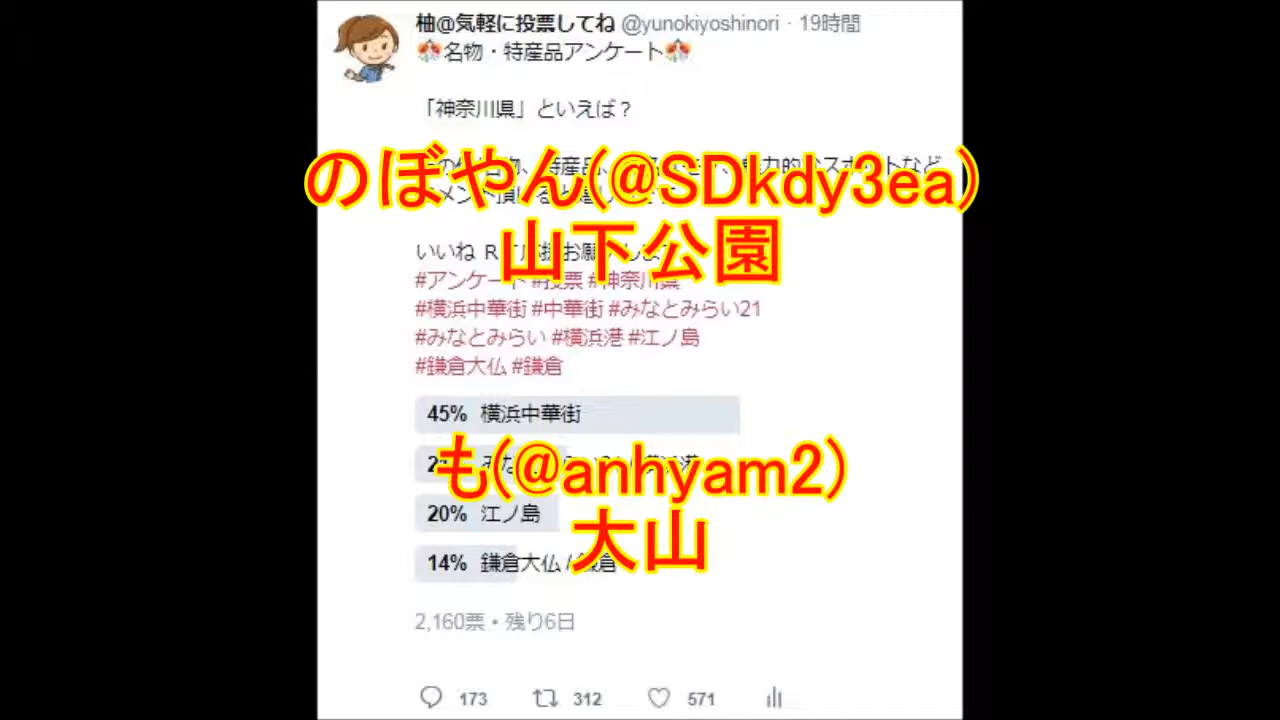 柚@気軽に投票してね @yunokiyoshinori · 19時間
名物・特産品アンケート
「神奈川県」といえば？
のぼやん(@SDkdy3ea)
山下公園
いいね
#アンケート #投票 #神奈川県
#横浜中華街 #中華街 #みなとみらい21
#みなとみらい #横浜港 #江ノ島
#鎌倉大仏 #鎌倉
45% 横浜中華街
も(@anhyam2)
20% 江ノ島
大山
14% 鎌倉大仏 / 鎌倉
2,160票・残り6日
173 312 571